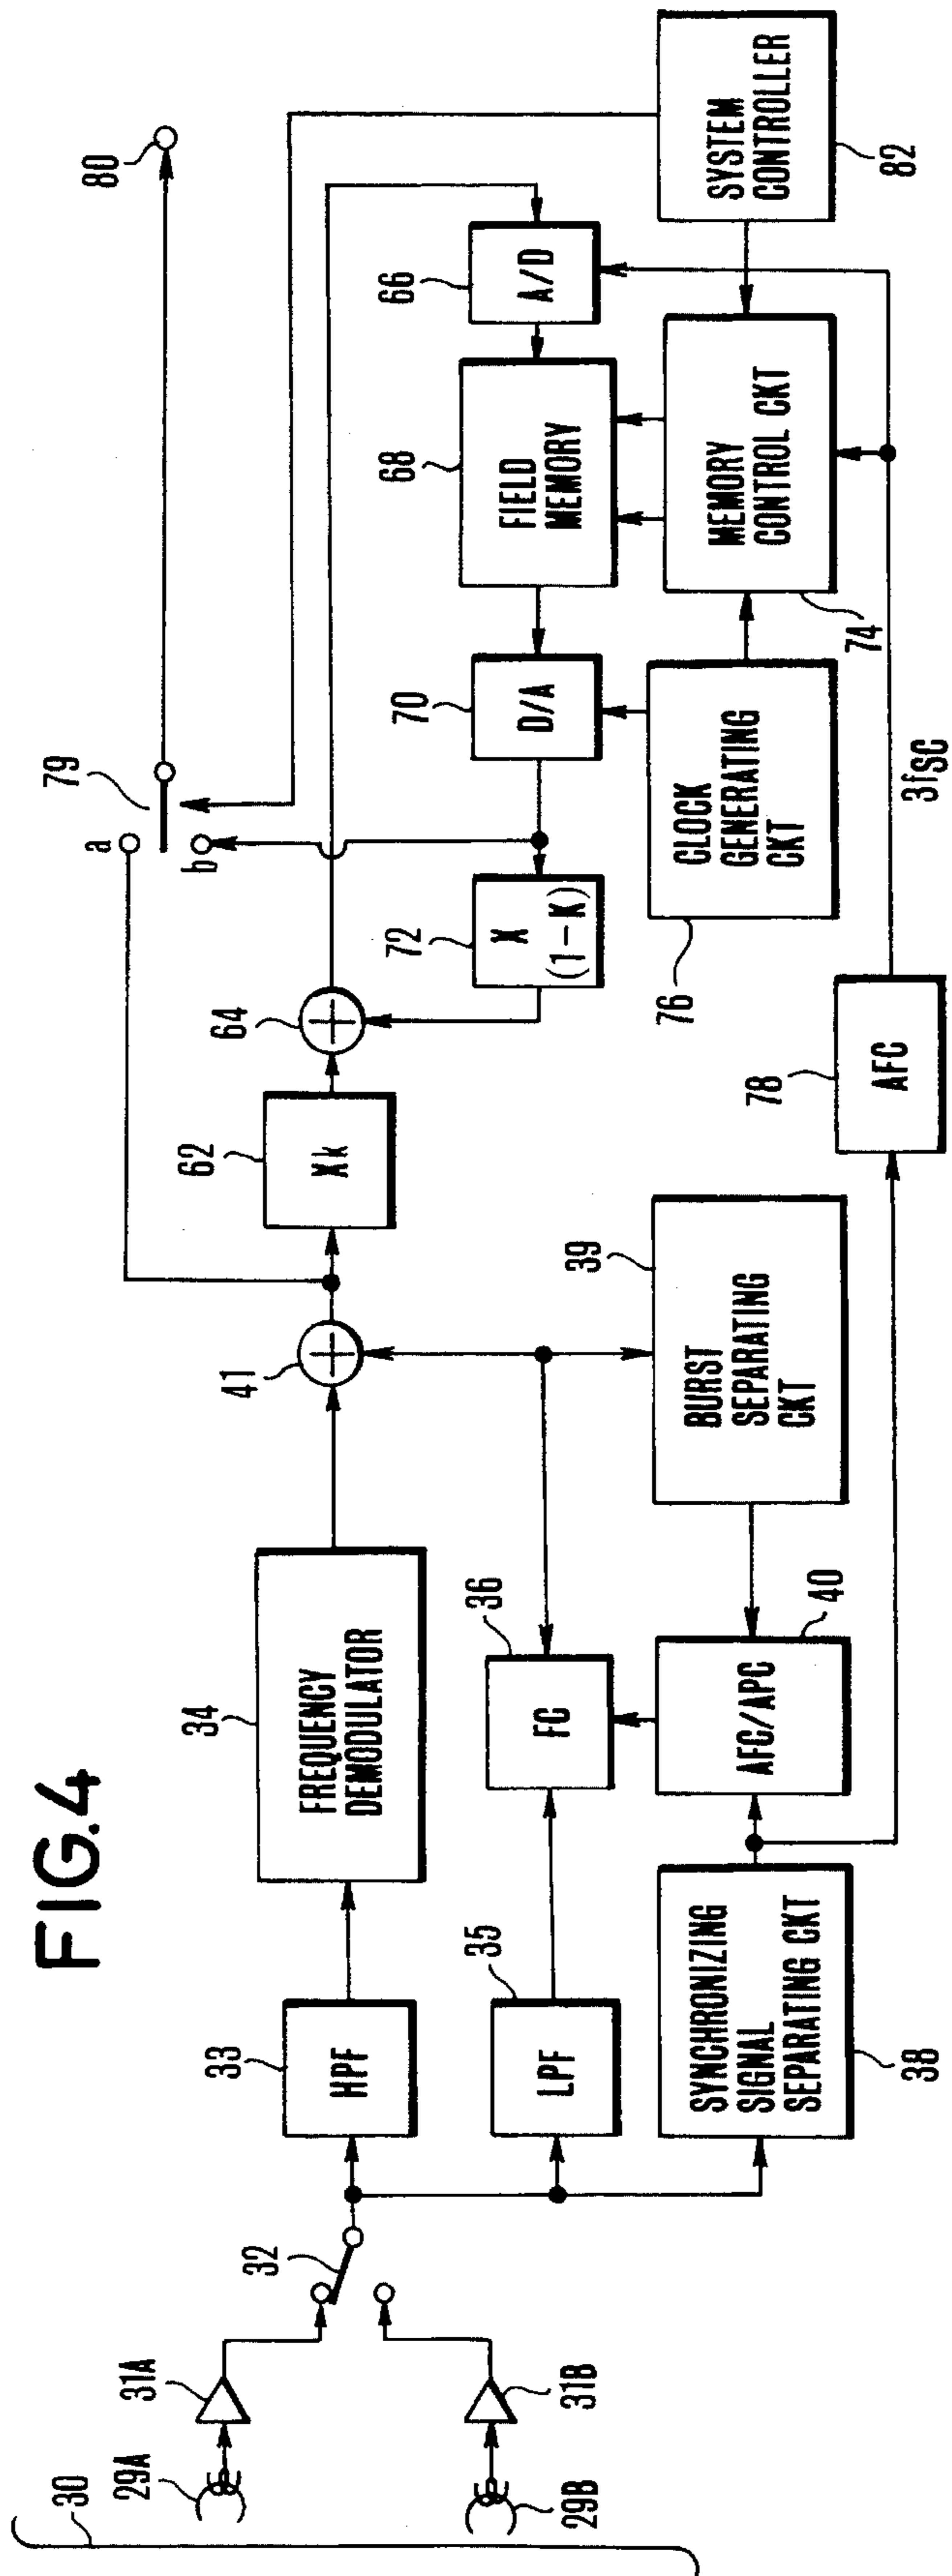 FIG.4
30
29A
31A
29B
31B
32
33
HPF
34
FREQUENCY
DEMODULATOR
35
LPF
36
FC
38
SYNCHRONIZING
SIGNAL
SEPARATING CKT
40
AFC/APC
39
BURST
SEPARATING
CKT
41
62
Xk
64
72
X
(1-K)
a
b
79
80
70
D/A
68
FIELD
MEMORY
66
A/D
76
CLOCK
GENERATING
CKT
74
MEMORY
CONTROL CKT
82
SYSTEM
CONTROLLER
78
AFC
3fSC